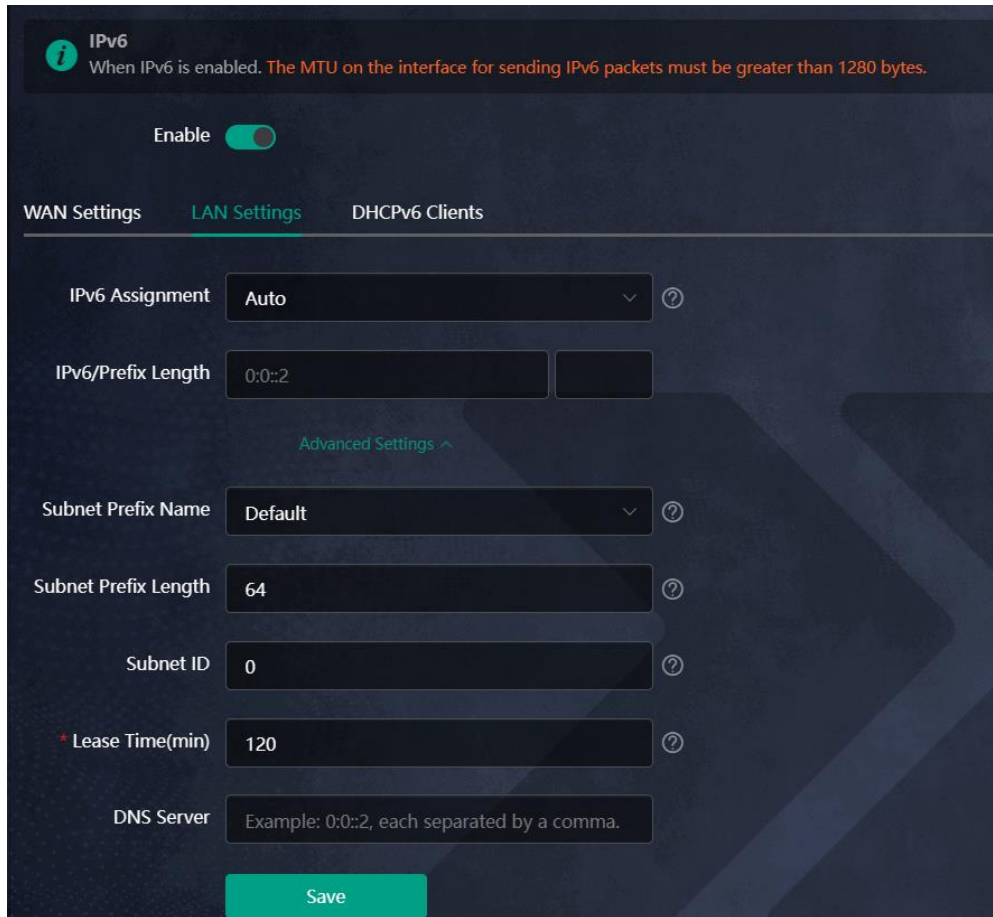 IPv6
When IPv6 is enabled. The MTU on the interface for sending IPv6 packets must be greater than 1280 bytes.
Enable
WAN Settings LAN Settings DHCPv6 Clients
IPv6 Assignment Auto
IPv6/Prefix Length 0:0::2
Advanced Settings
Subnet Prefix Name Default
Subnet Prefix Length 64
Subnet ID 0
* Lease Time(min) 120
DNS Server Example: 0:0::2, each separated by a comma.
Save